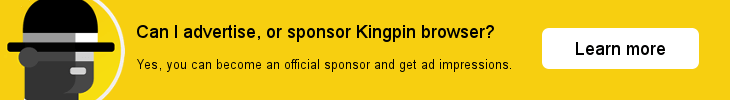 Can I advertise, or sponsor Kingpin browser?
Yes, you can become an official sponsor and get ad impressions.
Learn more